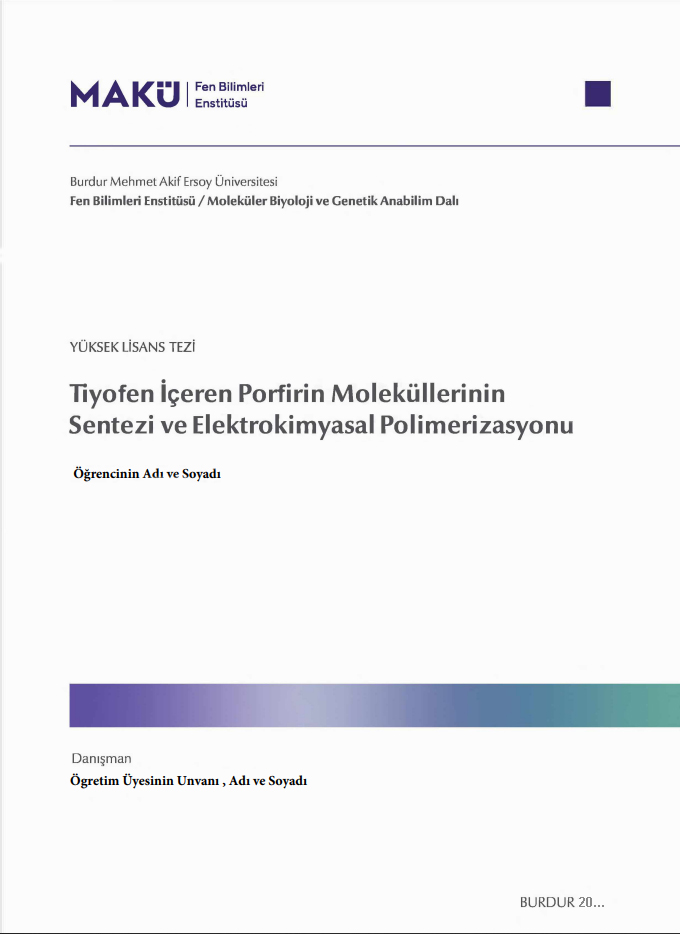 MAKÜ Fen Bilimleri
Enstitüsü
Burdur Mehmet Akif Ersoy Üniversitesi
Fen Bilimleri Enstitüsü / Moleküler Biyoloji ve Genetik Anabilim Dalı
YÜKSEK LİSANS TEZİ
Tiyofen İçeren Porfirin Moleküllerinin
Sentezi ve Elektrokimyasal Polimerizasyonu
Öğrencinin Adı ve Soyadı
Danışman
Ögretim Üyesinin Unvanı , Adı ve Soyadı
BURDUR 20...